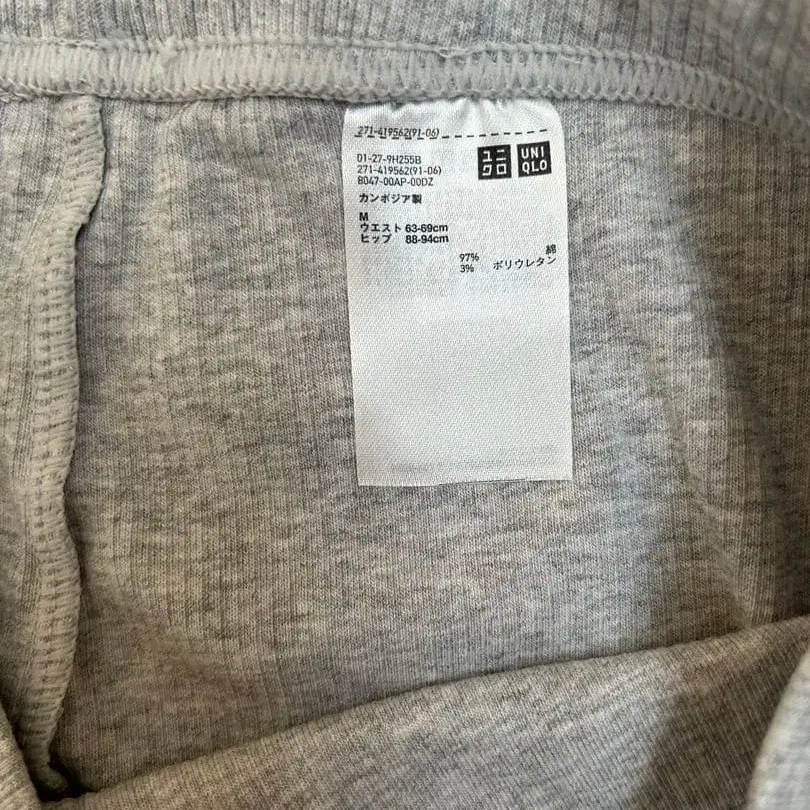 271-419562(91-06)
ユニクロ
UNIQLO
01-27-9H255B
271-419562(91-06)
8047-00AP-00DZ
カンボジア製
M
ウエスト 63-69cm
ヒップ 88-94cm
97% 綿
3% ポリウレタン